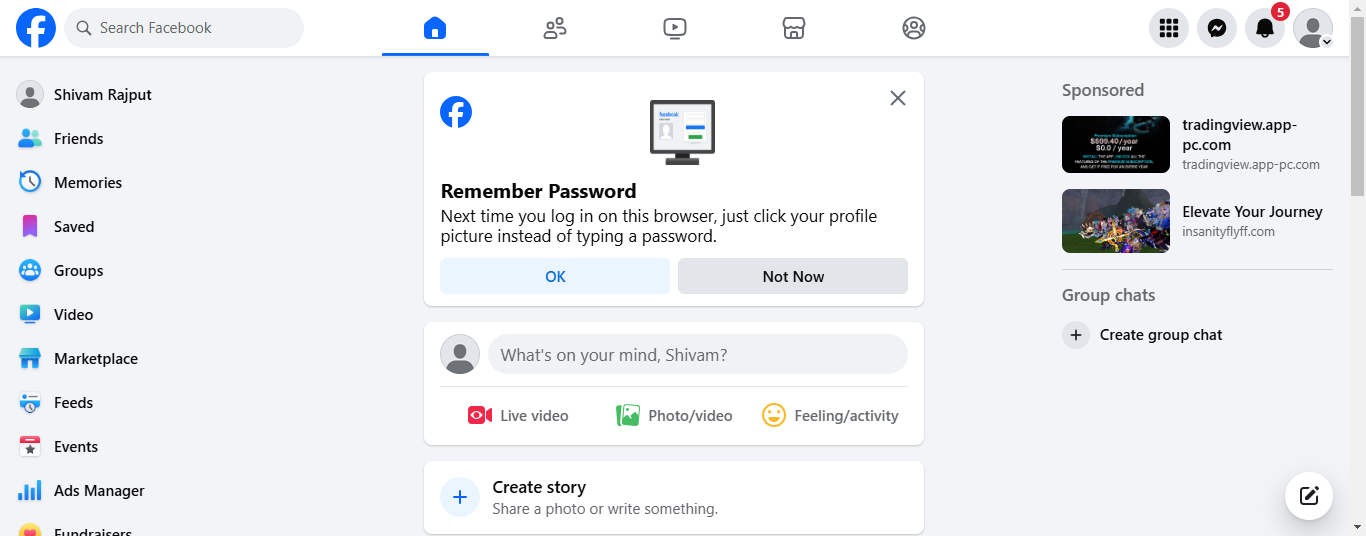 Search Facebook
5
Shivam Rajput
Friends
Memories
Saved
Groups
Video
Marketplace
Feeds
Events
Ads Manager
Fundraisers
facebook
Remember Password
Next time you log in on this browser, just click your profile
picture instead of typing a password.
OK
Not Now
What's on your mind, Shivam?
Live video
Photo/video
Feeling/activity
Create story
Share a photo or write something.
Sponsored
Premium Subscription
$599.40/year
$0.0 / year
tradingview.app-
pc.com
tradingview.app-pc.com
Elevate Your Journey
insanityflyff.com
Group chats
Create group chat